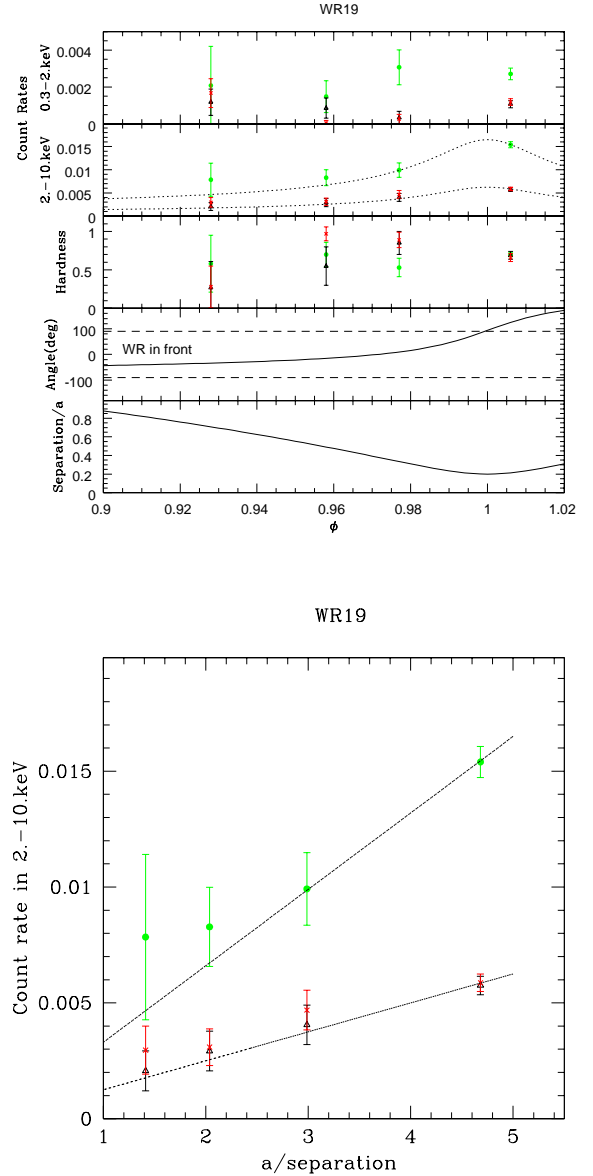 WR19
Count Rates
0.3-2.keV
0.004
0.002
0
2.-10.keV
0.015
0.01
0.005
0
Hardness
1
0.5
0
Angle(deg)
100
0
-100
WR in front
Separation/a
0.8
0.6
0.4
0.2
0
0.9 0.92 0.94 0.96 0.98 1 1.02
ϕ
WR19
Count rate in 2.-10.keV
0.015
0.01
0.005
0
1 2 3 4 5
a/separation